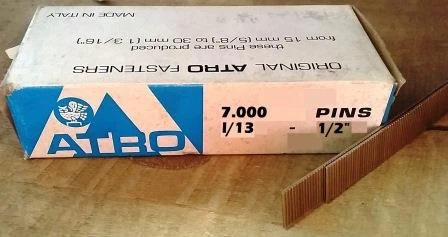 MADE IN ITALY
ORIGINAL ATRO FASTENERS
these Pins are produced
from 15 mm (5/8") to 30 mm (1 3/16")
ATRO
7.000 PINS
I/13 - 1/2"